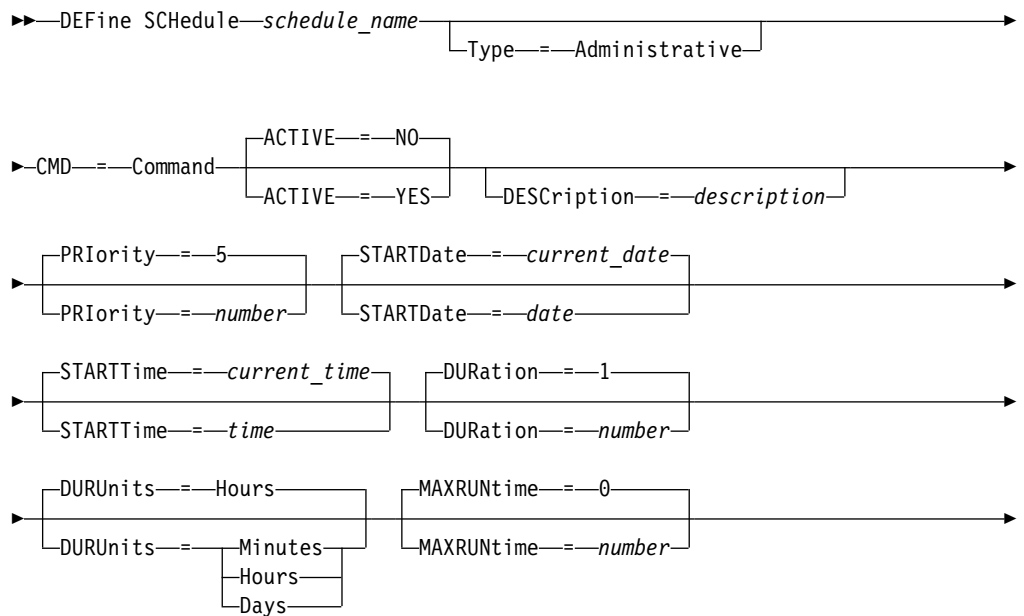 DEFine SCHedule schedule_name
Type = Administrative
CMD = Command
ACTIVE = NO
ACTIVE = YES
DESCription = description
PRIority = 5
PRIority = number
STARTDate = current_date
STARTDate = date
STARTTime = current_time
STARTTime = time
DURation = 1
DURation = number
DURUnits = Hours
DURUnits = Minutes
Hours
Days
MAXRUNtime = 0
MAXRUNtime = number